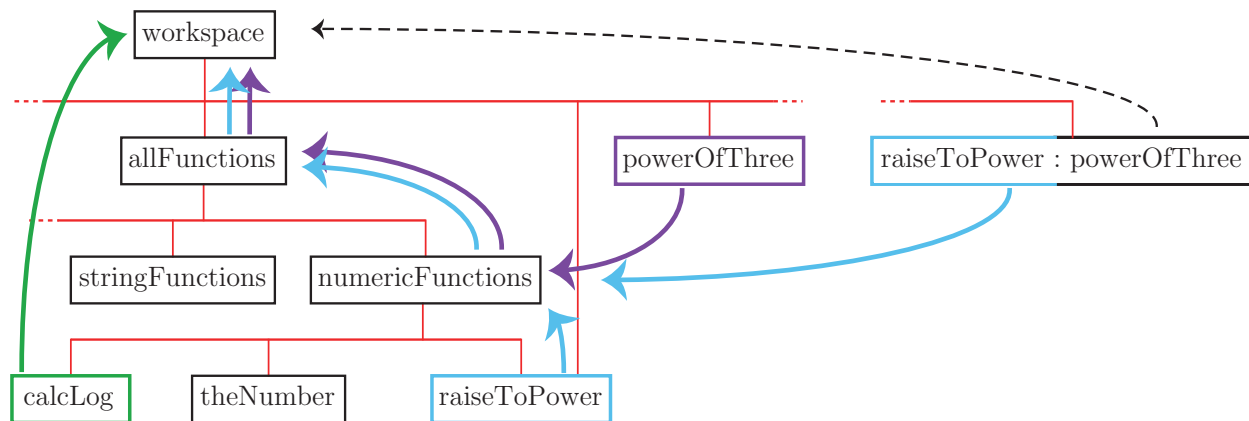 workspace
allFunctions
powerOfThree
raiseToPower : powerOfThree
stringFunctions
numericFunctions
calcLog
theNumber
raiseToPower